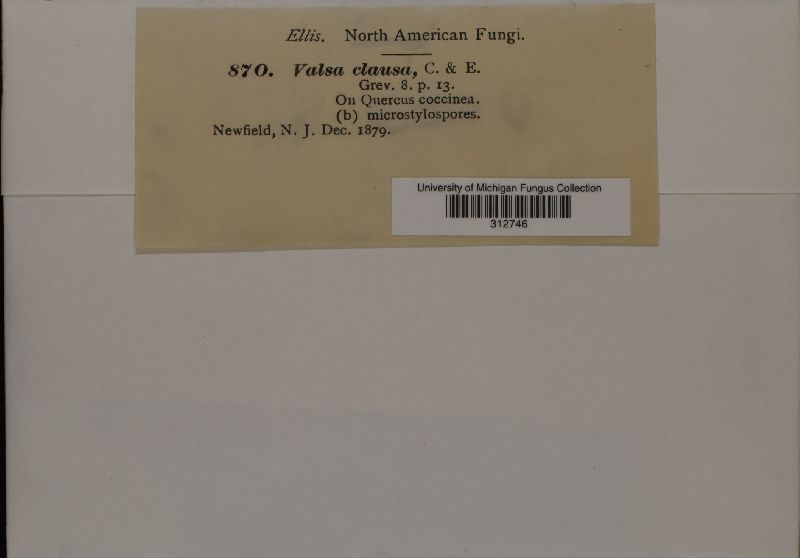 Ellis. North American Fungi.
870. Valsa clausa, C. & E.
Grev. 8. p. 13.
On Quercus coccinea.
(b) microstylospores.
Newfield, N. J. Dec. 1879.
University of Michigan Fungus Collection
312746